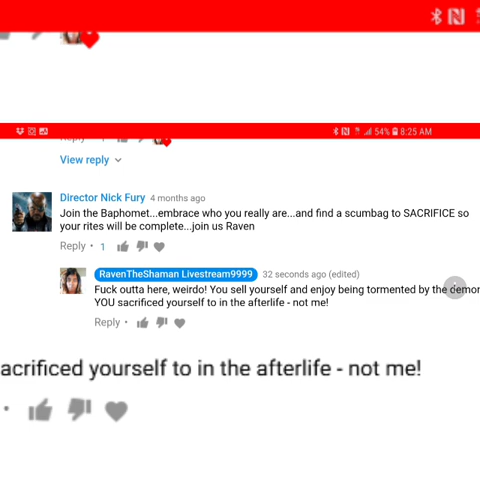 54% 8:25 AM
Reply • 1
View reply
Director Nick Fury 4 months ago
Join the Baphomet...embrace who you really are...and find a scumbag to SACRIFICE so
your rites will be complete...join us Raven
Reply • 1
RavenTheShaman Livestream9999 32 seconds ago (edited)
Fuck outta here, weirdo! You sell yourself and enjoy being tormented by the demon
YOU sacrificed yourself to in the afterlife - not me!
Reply •
acrificed yourself to in the afterlife - not me!